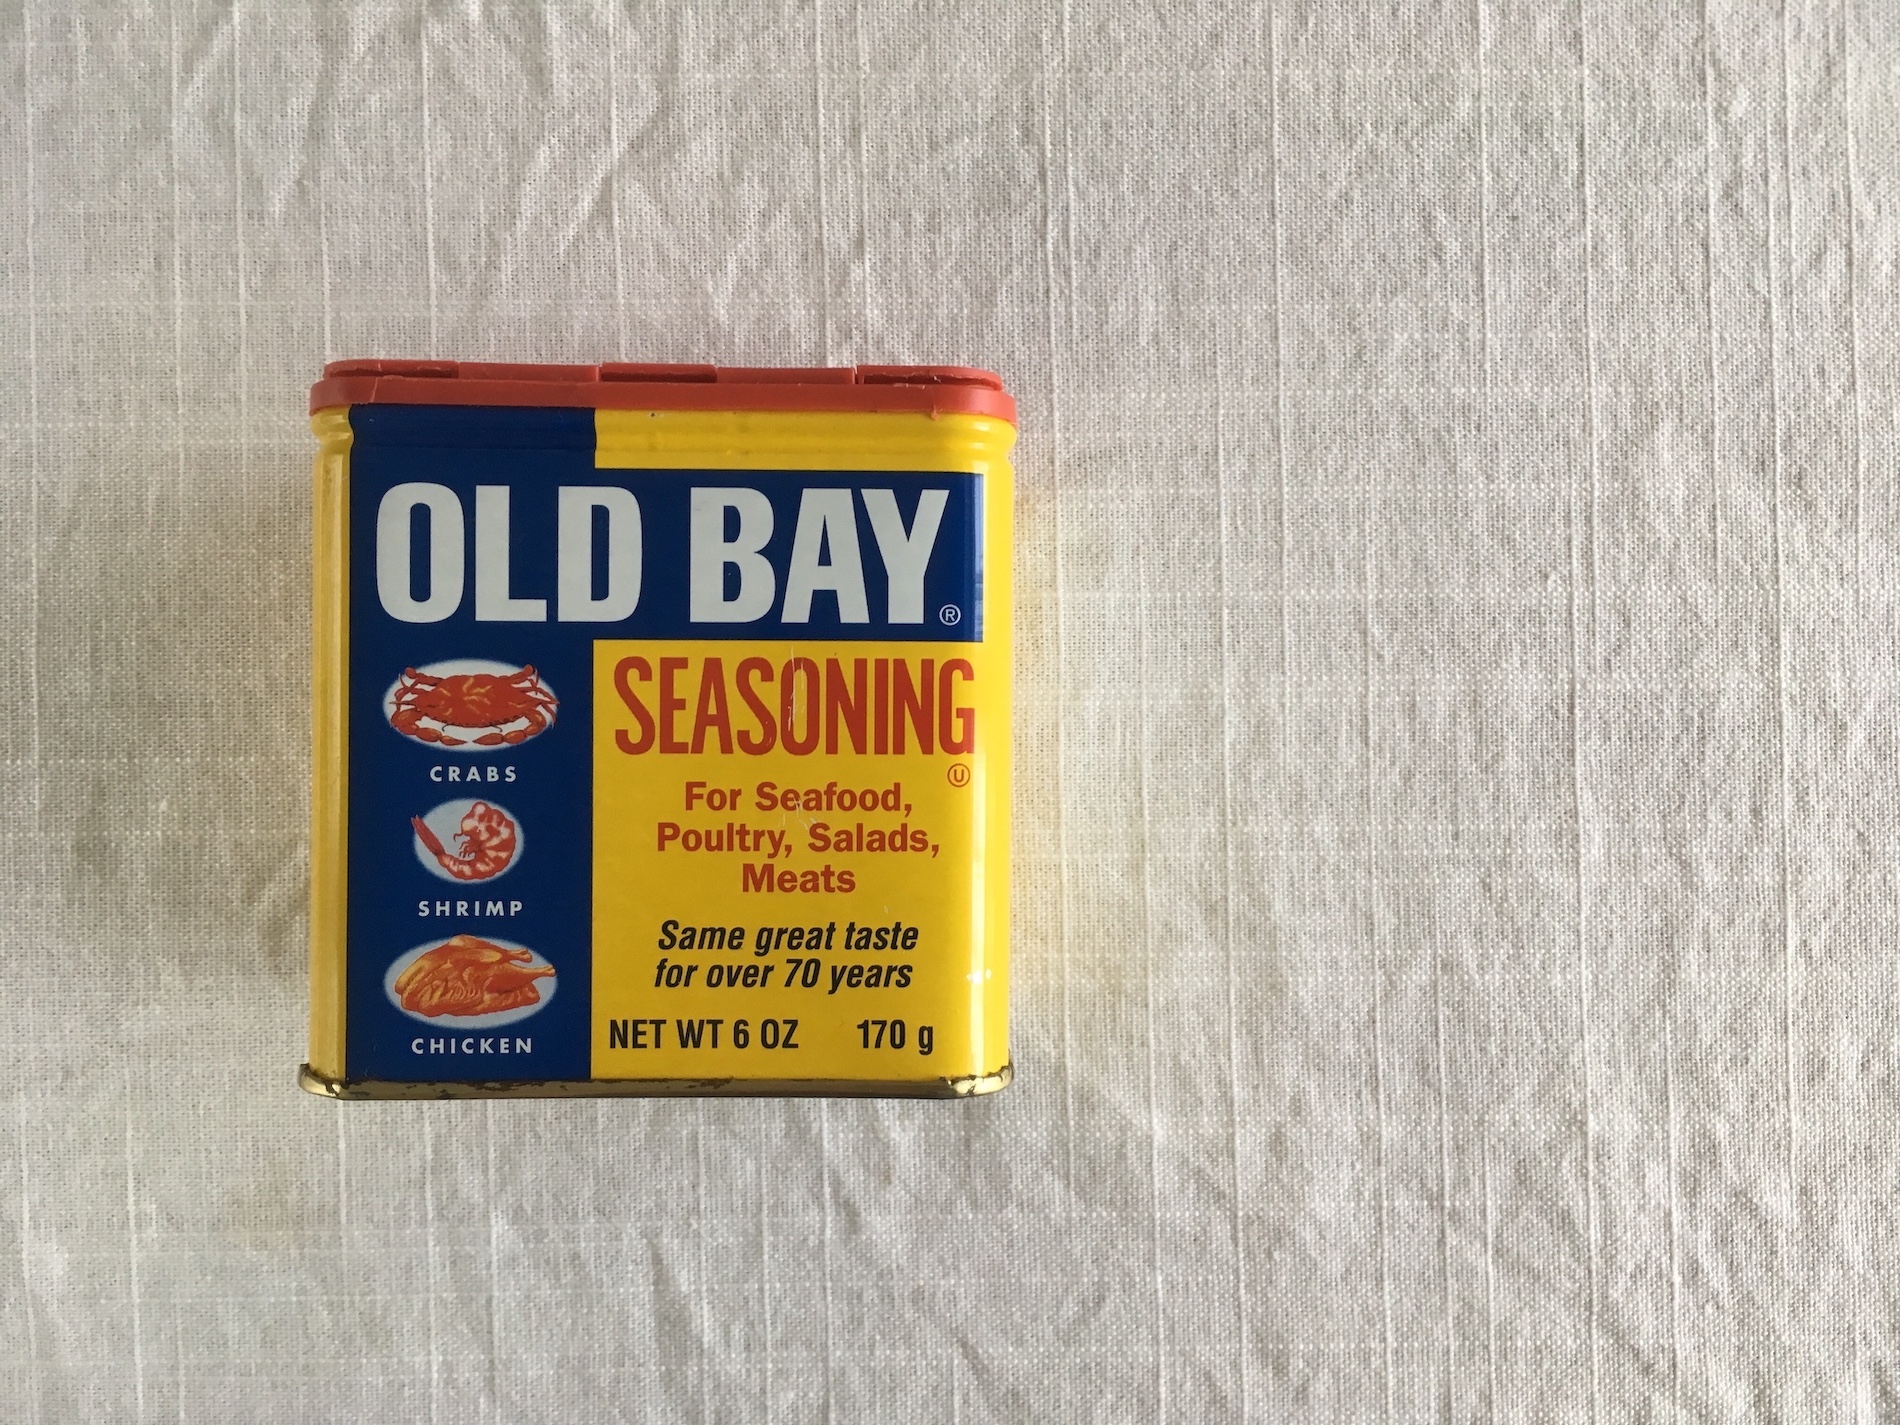 OLD BAY®
SEASONING
Ⓤ
For Seafood,
Poultry, Salads,
Meats
Same great taste
for over 70 years
NET WT 6 OZ 170 g
CRABS
SHRIMP
CHICKEN